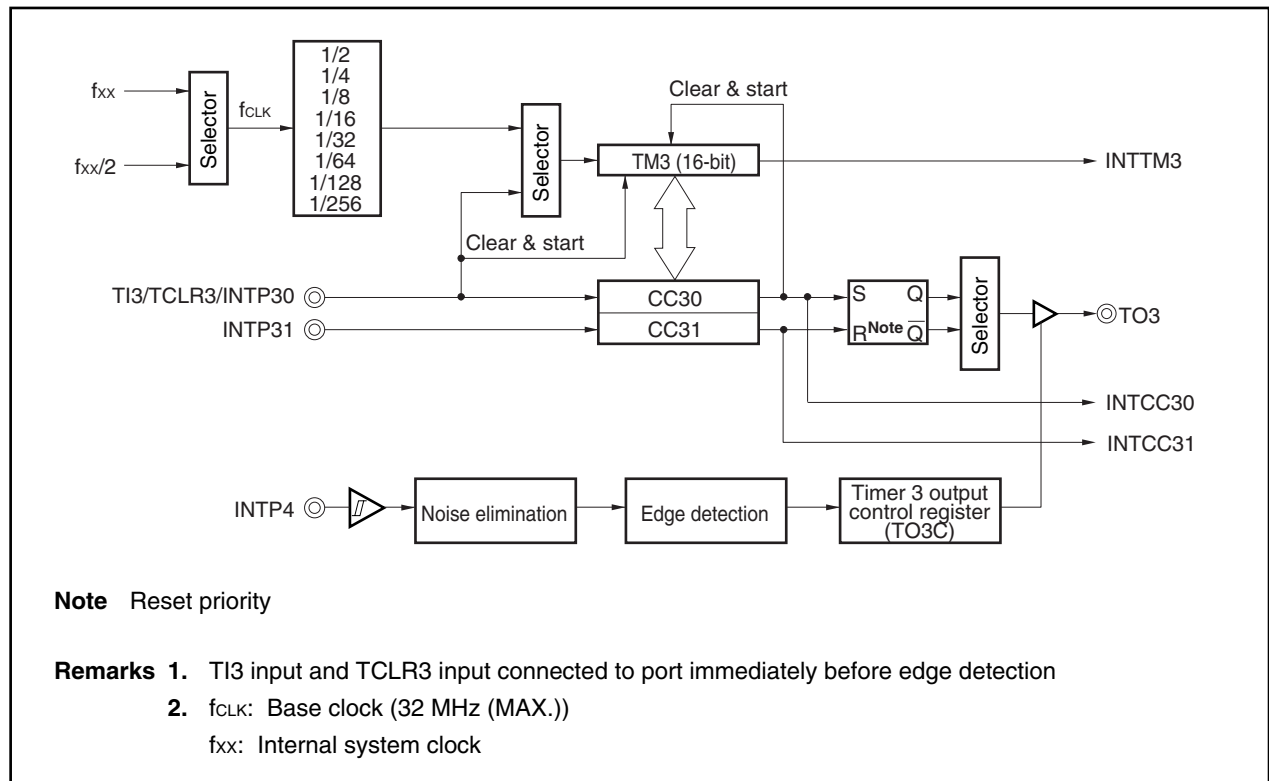 fxx
fxx/2
Selector
fCLK
1/2
1/4
1/8
1/16
1/32
1/64
1/128
1/256
Selector
Clear & start
TM3 (16-bit)
INTTM3
Clear & start
TI3/TCLR3/INTP30
INTP31
CC30
CC31
S Q
RNote Q̅
Selector
TO3
INTCC30
INTCC31
INTP4
Noise elimination
Edge detection
Timer 3 output
control register
(TO3C)
Note Reset priority
Remarks 1. TI3 input and TCLR3 input connected to port immediately before edge detection
2. fCLK: Base clock (32 MHz (MAX.))
fxx: Internal system clock